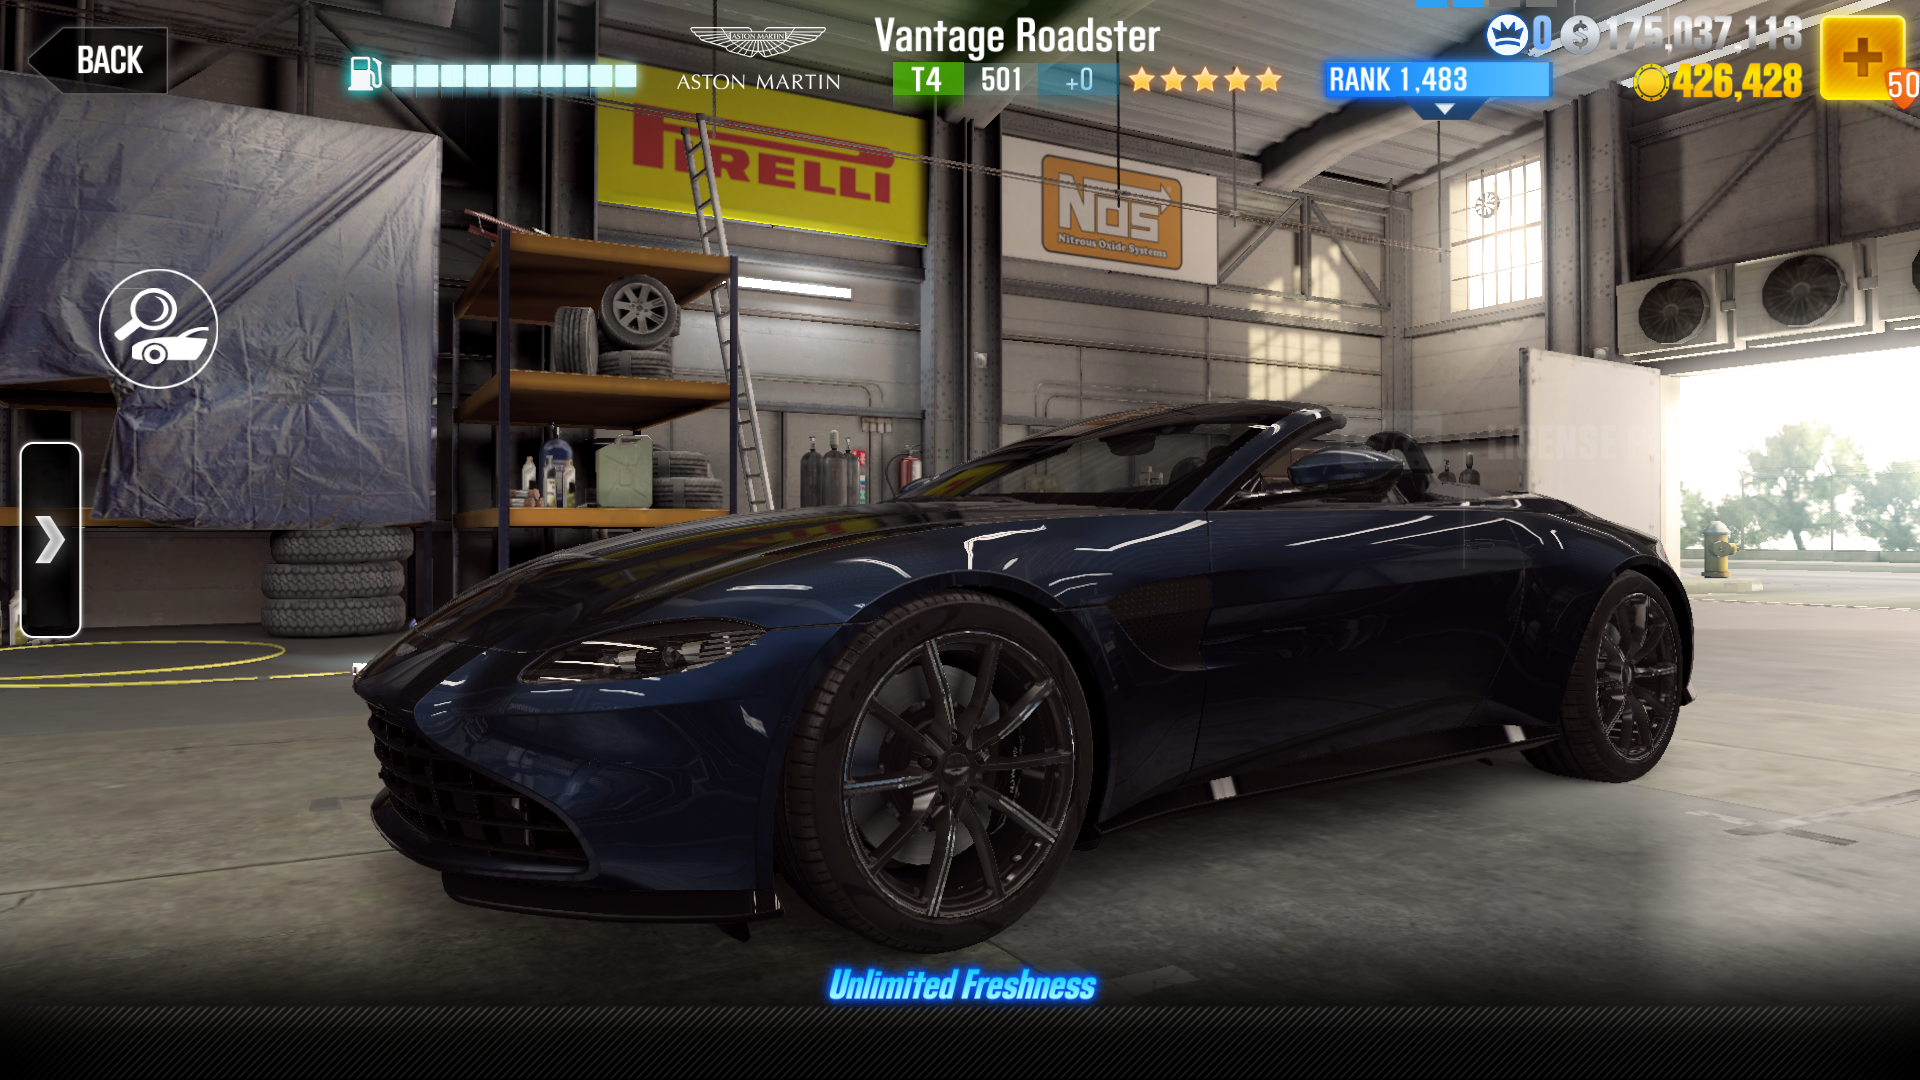 BACK
ASTON MARTIN
ASTON MARTIN
Vantage Roadster
T4 501 +0
RANK 1,483
0
175,037,113
426,428
50
PIRELLI
NOS
Nitrous Oxide Systems
Unlimited Freshness